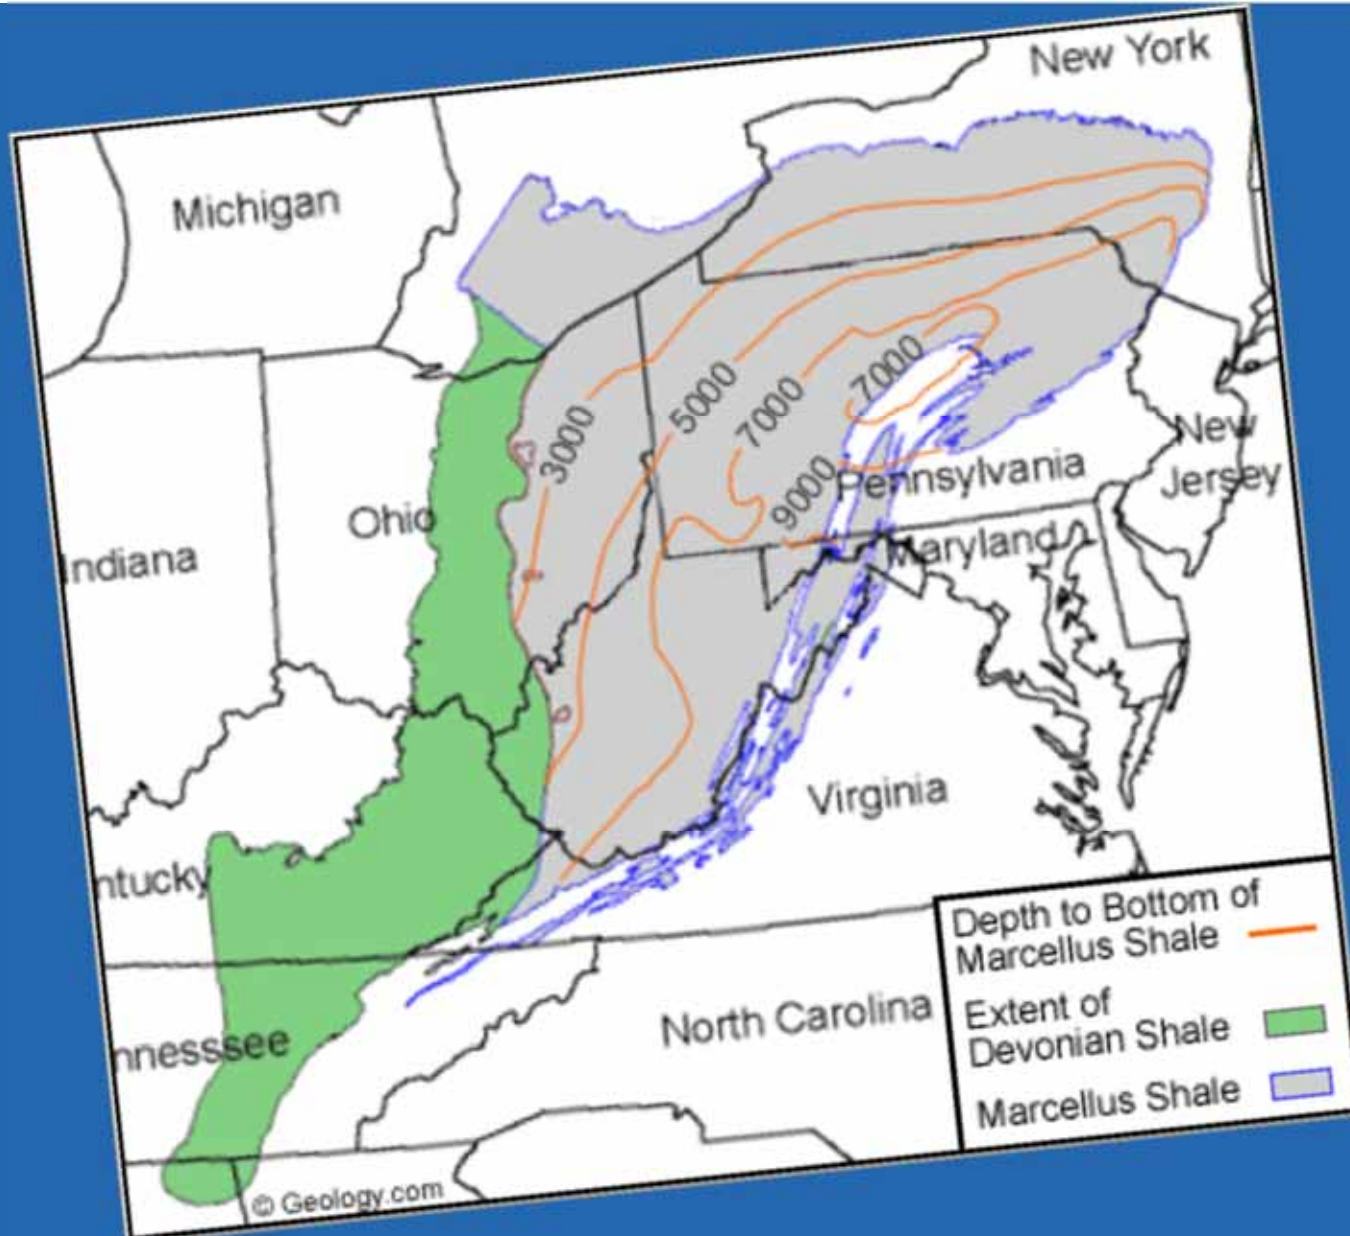 New York
Michigan
3000
5000
7000
7000
9000
Pennsylvania
New
Jersey
Ohio
Indiana
Maryland
Virginia
ntucky
North Carolina
nnesssee
© Geology.com
Depth to Bottom of
Marcellus Shale
Extent of
Devonian Shale
Marcellus Shale